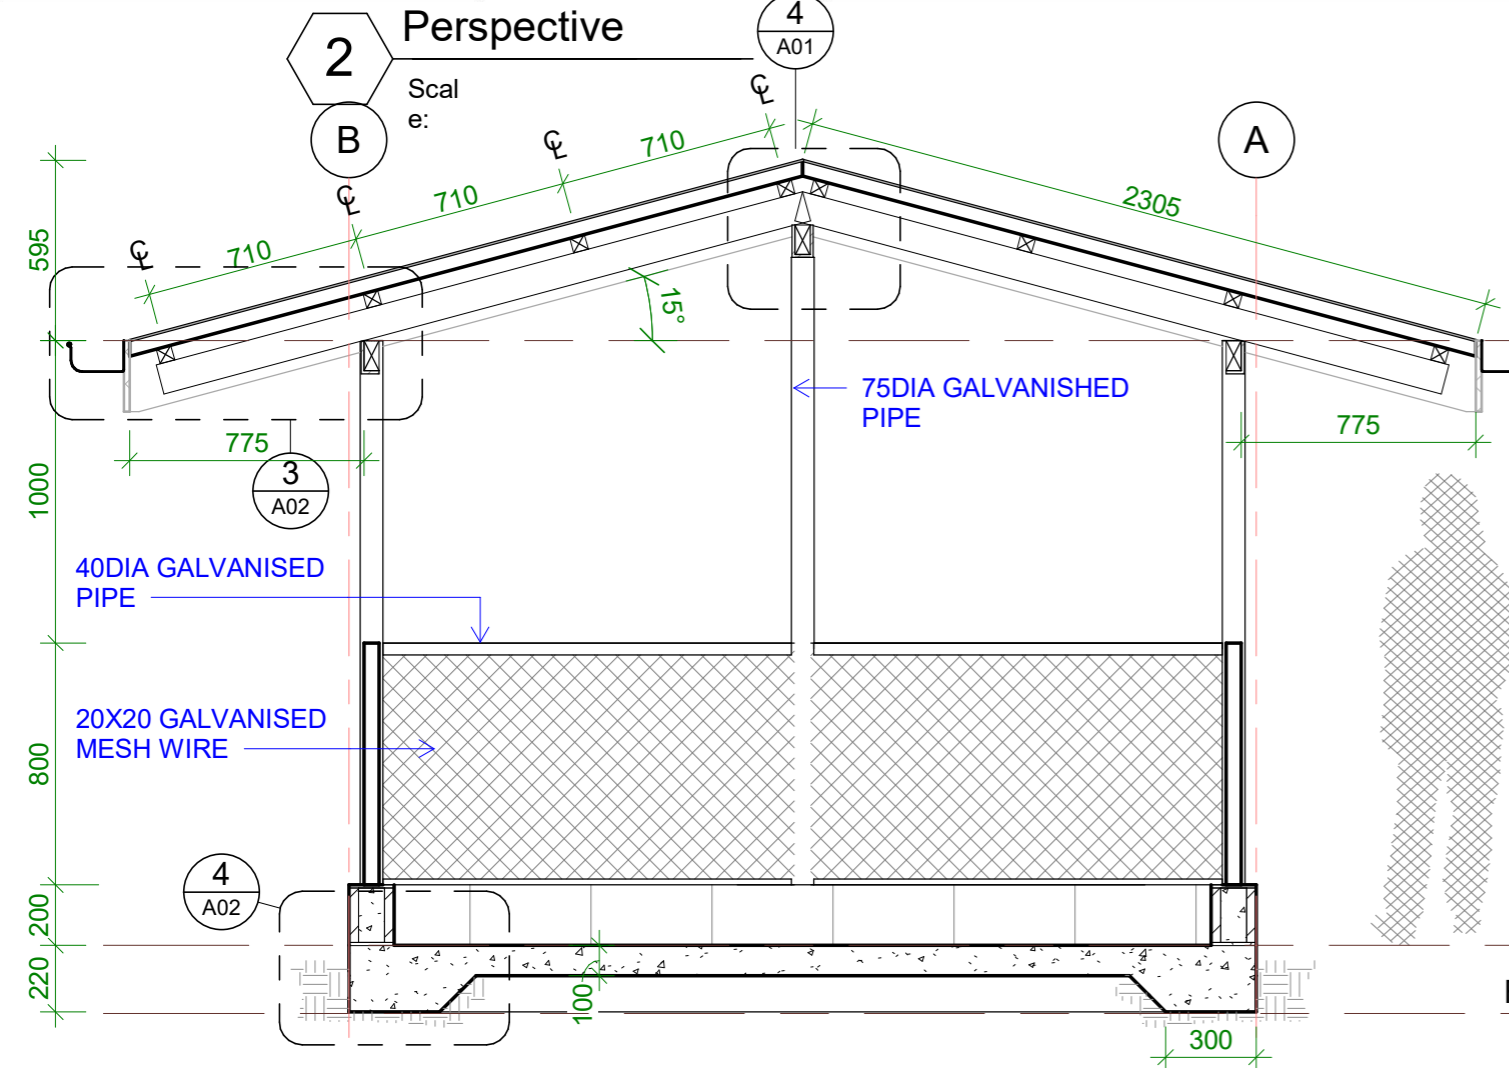 2
Perspective
Scal
e:
4
A01
B
A
℄
℄
℄
℄
710
710
710
2305
595
15°
75DIA GALVANISHED
PIPE
775
775
3
A02
1000
40DIA GALVANISED
PIPE
20X20 GALVANISED
MESH WIRE
800
4
A02
200
220
100
300